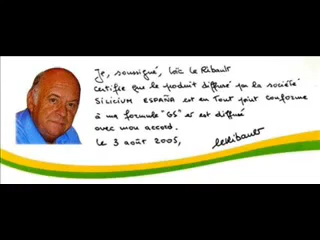 Je, soussigné, Loïc Le Ribault
certifie que le produit diffusé par la société
SILICIUM ESPAÑA est en tout point conforme
à ma formule "G5" et est diffusé
avec mon accord.
Le 3 août 2005,
LeRibault